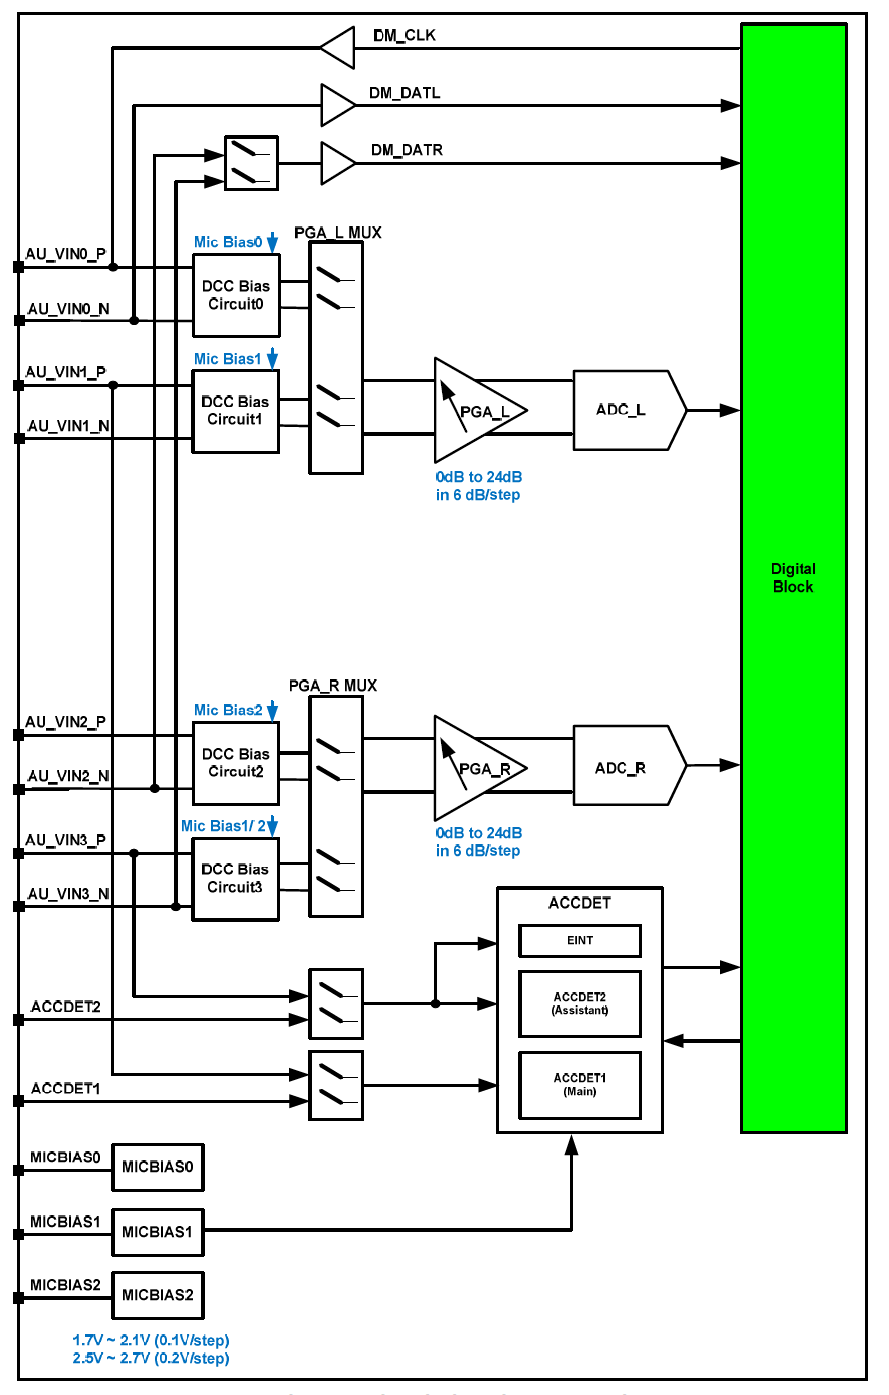 DM_CLK
DM_DATL
DM_DATR
PGA_L MUX
Mic Bias0
AU_VIN0_P
DCC Bias
Circuit0
AU_VIN0_N
Mic Bias1
AU_VIN1_P
DCC Bias
Circuit1
AU_VIN1_N
PGA_L
ADC_L
0dB to 24dB
in 6 dB/step
Digital
Block
PGA_R MUX
Mic Bias2
AU_VIN2_P
DCC Bias
Circuit2
AU_VIN2_N
PGA_R
ADC_R
Mic Bias1/ 2
0dB to 24dB
in 6 dB/step
AU_VIN3_P
DCC Bias
Circuit3
AU_VIN3_N
ACCDET
EINT
ACCDET2
(Assistant)
ACCDET2
ACCDET1
(Main)
ACCDET1
MICBIAS0
MICBIAS0
MICBIAS1
MICBIAS1
MICBIAS2
MICBIAS2
1.7V ~ 2.1V (0.1V/step)
2.5V ~ 2.7V (0.2V/step)